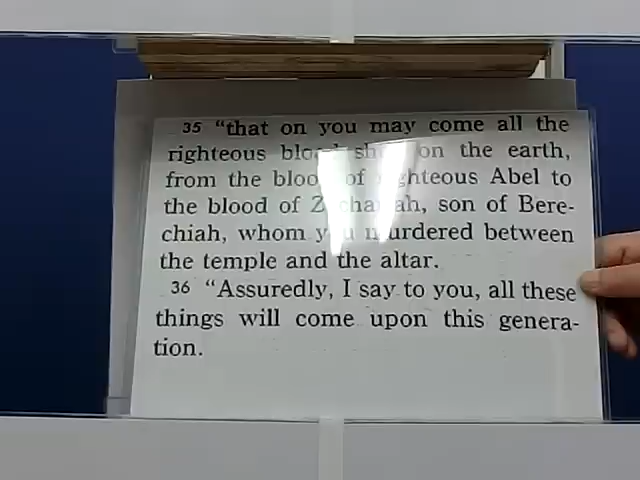 35 “that on you may come all the
righteous on the earth,
from the of Abel to
the blood of son of Bere-
chiah, whom murdered between
the temple and the altar.
36 “Assuredly, I say to you, all these
things will come upon this genera-
tion.